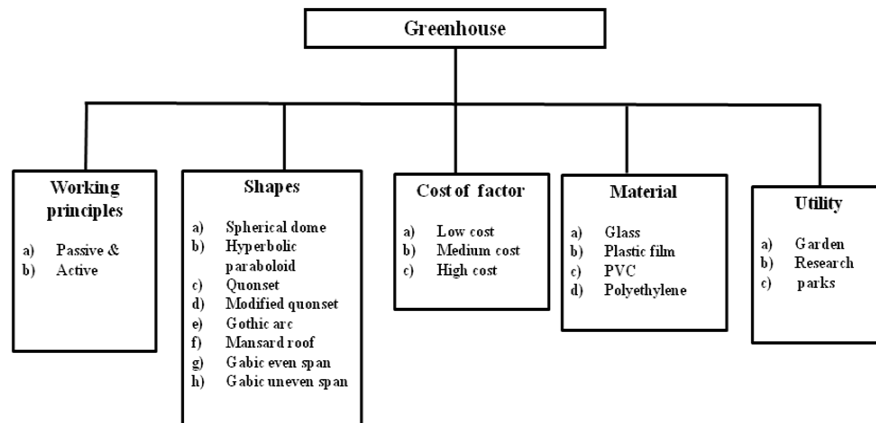 Greenhouse
Working
principles
a) Passive &
b) Active
Shapes
a) Spherical dome
b) Hyperbolic
paraboloid
c) Quonset
d) Modified quonset
e) Gothic arc
f) Mansard roof
g) Gabic even span
h) Gabic uneven span
Cost of factor
a) Low cost
b) Medium cost
c) High cost
Material
a) Glass
b) Plastic film
c) PVC
d) Polyethylene
Utility
a) Garden
b) Research
c) parks